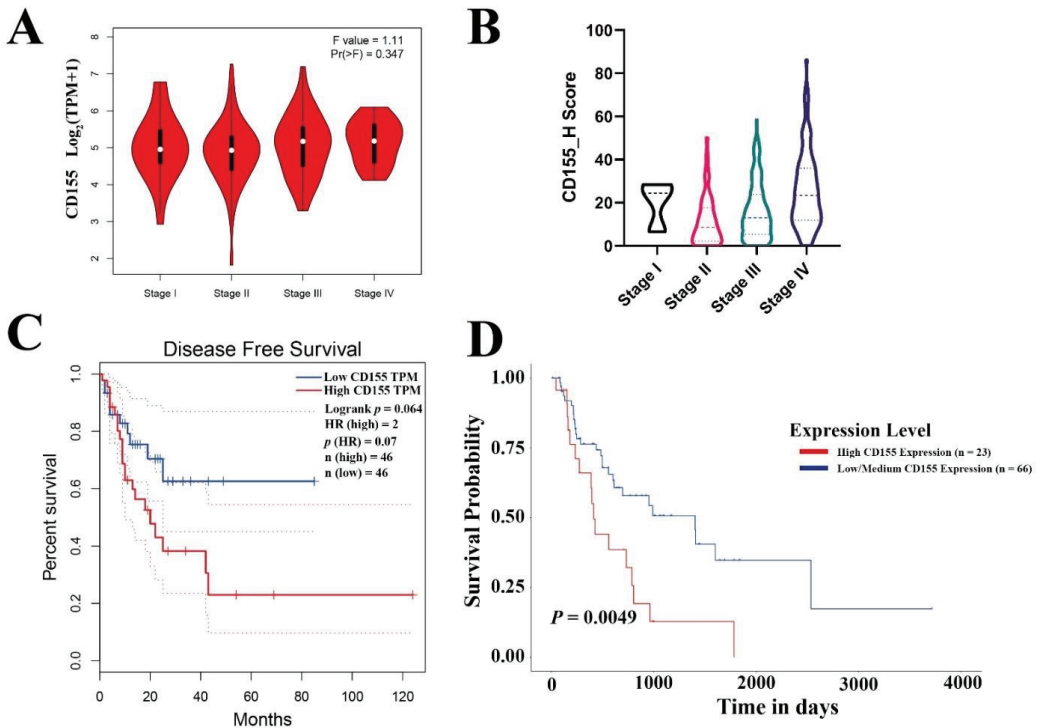 A
F value = 1.11
Pr(>F) = 0.347
CD155 Log2(TPM+1)
8
7
6
5
4
3
2
Stage I Stage II Stage III Stage IV
B
CD155_H Score
100
80
60
40
20
0
Stage I Stage II Stage III Stage IV
C
Disease Free Survival
Low CD155 TPM
High CD155 TPM
Logrank p = 0.064
HR (high) = 2
p (HR) = 0.07
n (high) = 46
n (low) = 46
Percent survival
1.0
0.8
0.6
0.4
0.2
0.0
0 20 40 60 80 100 120
Months
D
Expression Level
High CD155 Expression (n = 23)
Low/Medium CD155 Expression (n = 66)
Survival Probability
1.00
0.75
0.50
0.25
0.00
P = 0.0049
0 1000 2000 3000 4000
Time in days